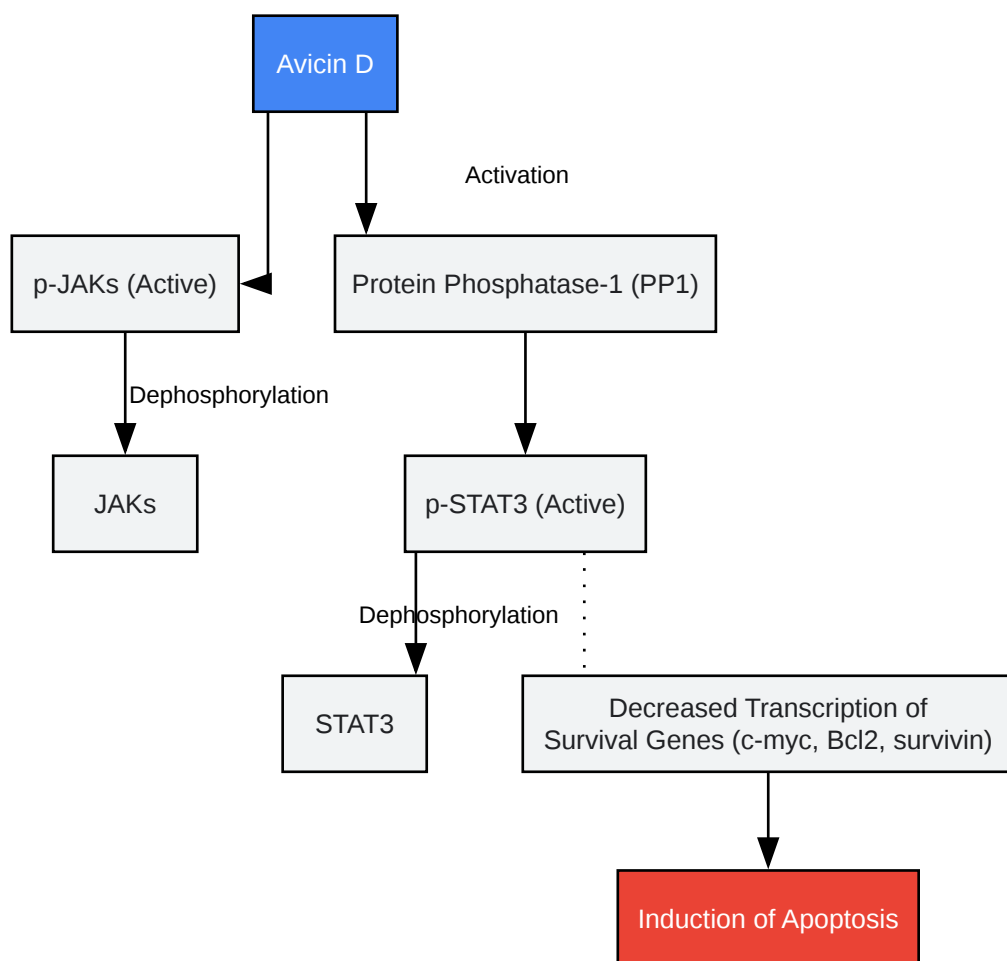 Avicin D
Activation
p-JAKs (Active)
Protein Phosphatase-1 (PP1)
Dephosphorylation
JAKs
p-STAT3 (Active)
Dephosphorylation
STAT3
Decreased Transcription of
Survival Genes (c-myc, Bcl2, survivin)
Induction of Apoptosis